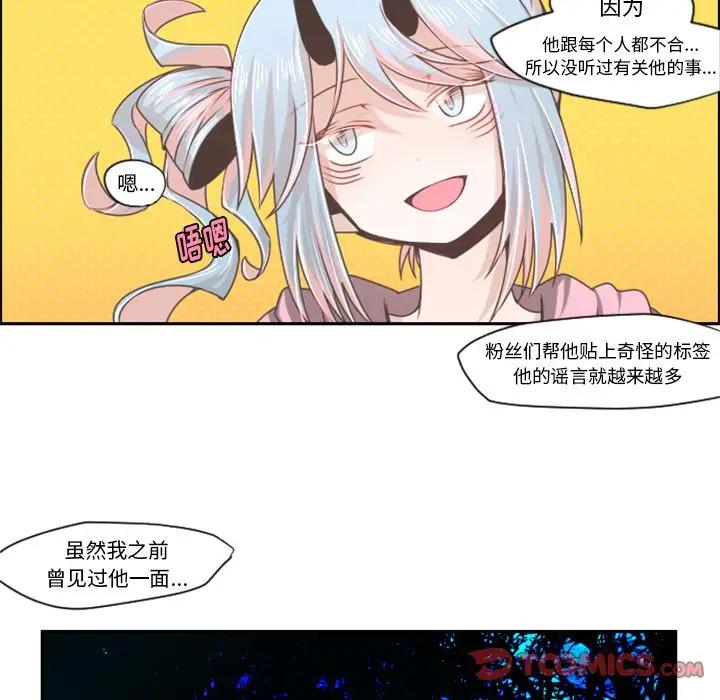 因为
他跟每个人都不合...
所以没听过有关他的事...
嗯...
唔嗯
粉丝们帮他贴上奇怪的标签
他的谣言就越来越多
虽然我之前
曾见过他一面...
TOOMICS.COM